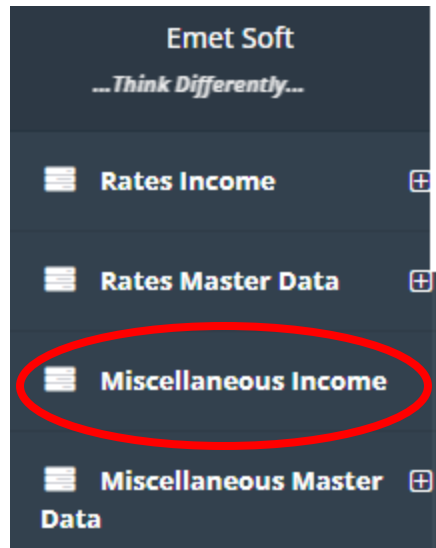 Emet Soft
...Think Differently...
Rates Income
Rates Master Data
Miscellaneous Income
Miscellaneous Master
Data